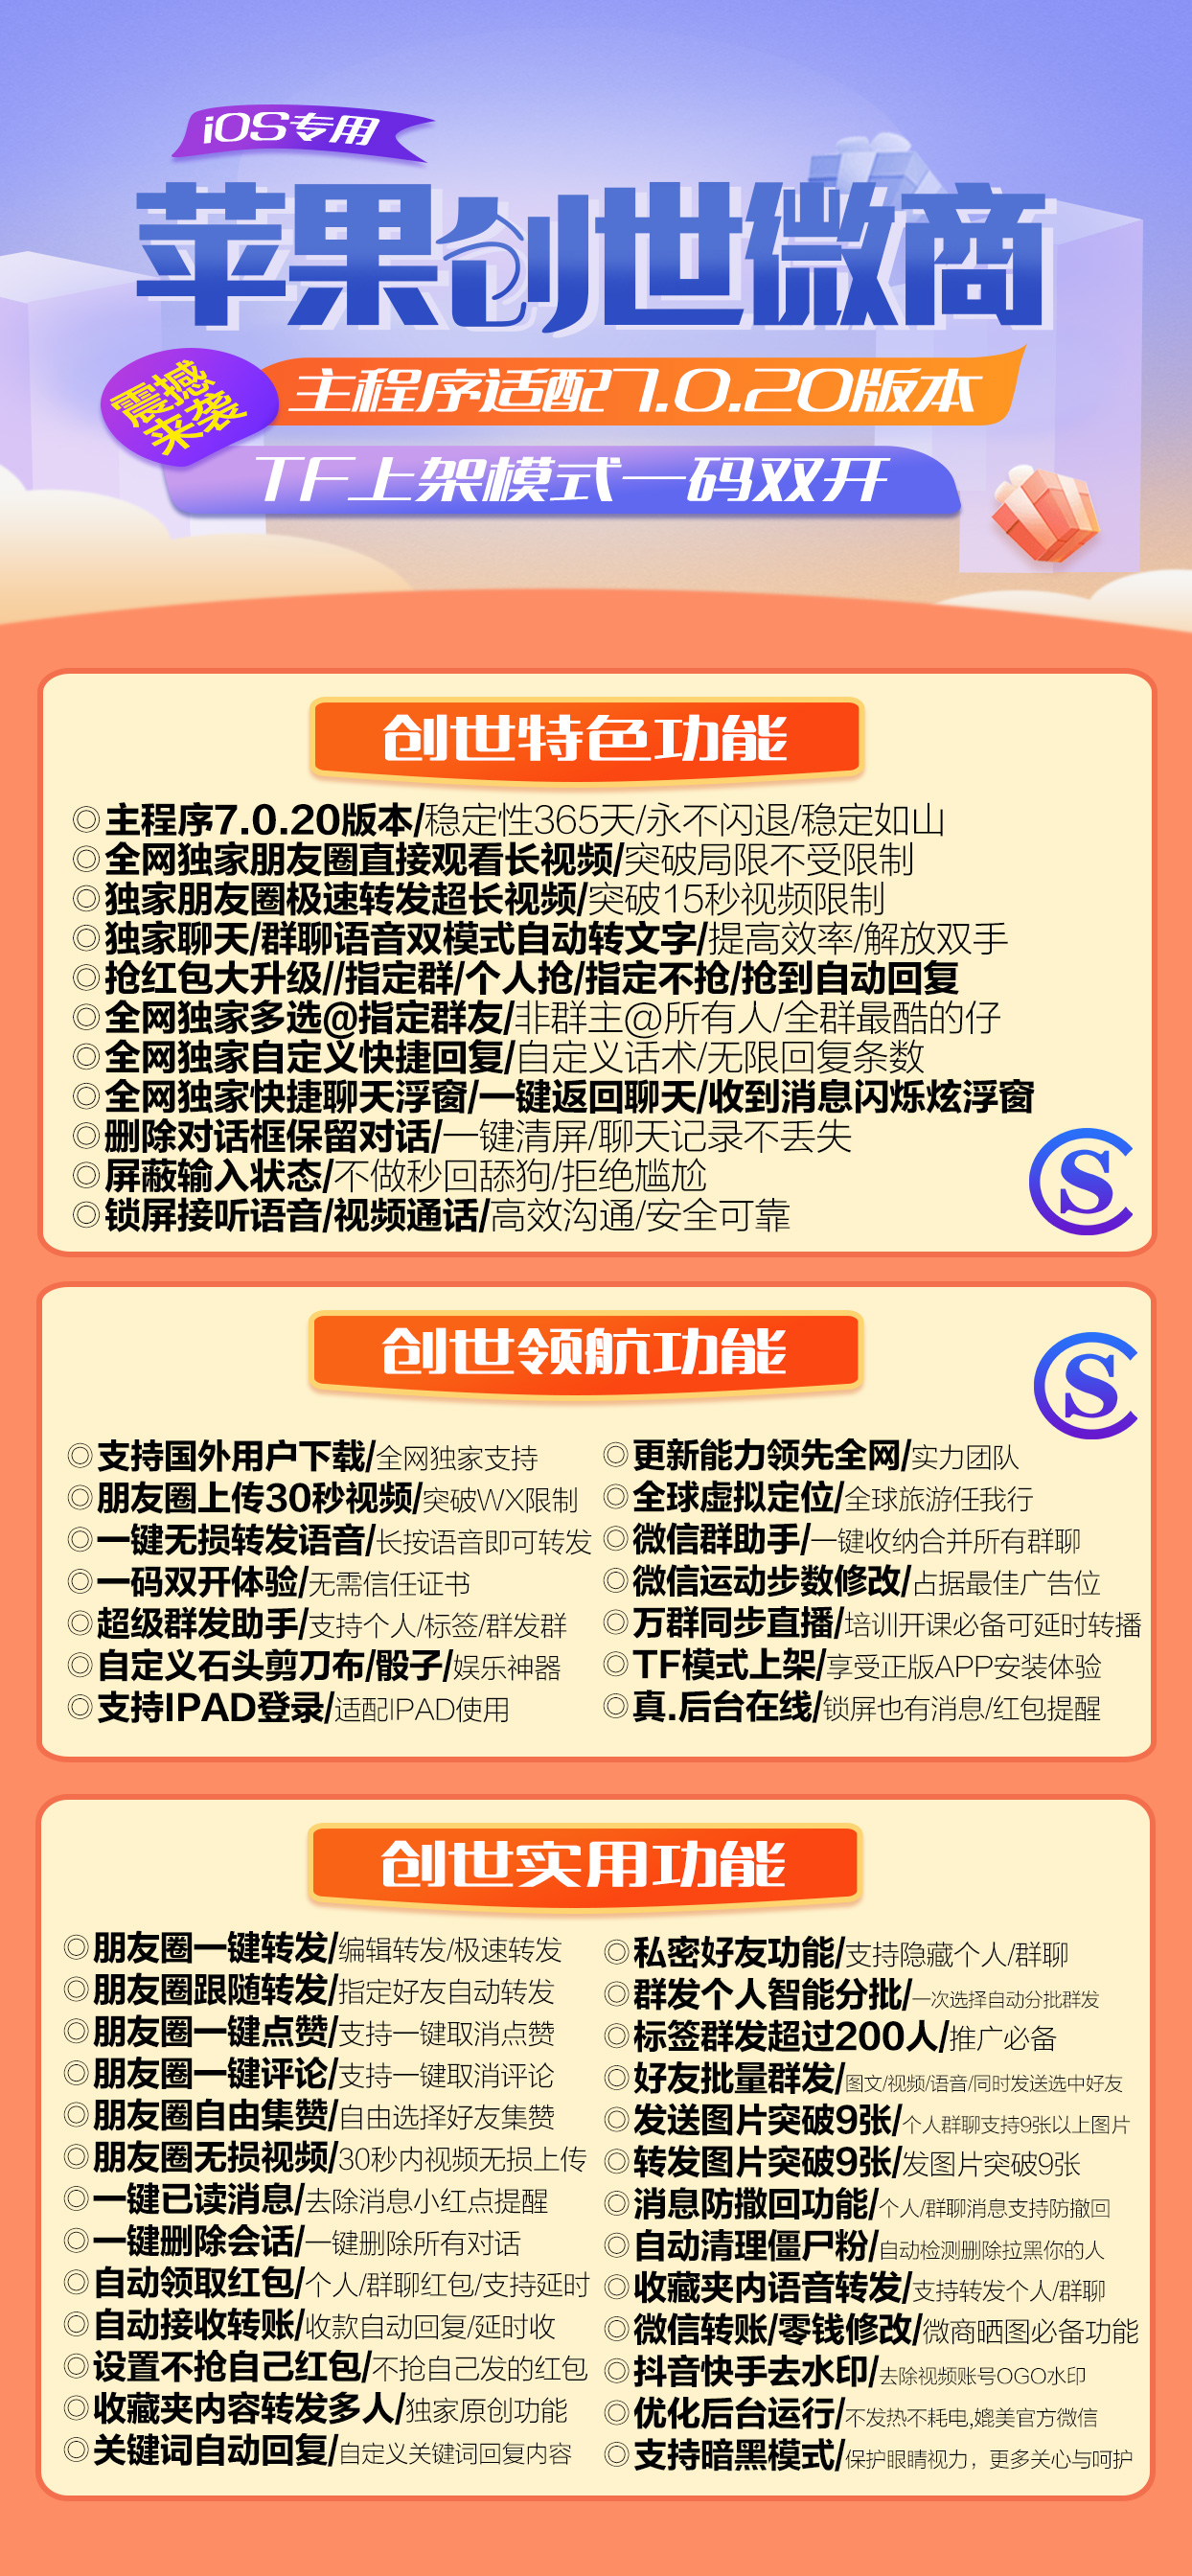 iOS专用
苹果创世微商
震撼
来袭
主程序适配7.0.20版本
TF上架模式一码双开
创世特色功能
◎主程序7.0.20版本/稳定性365天/永不闪退/稳定如山
◎全网独家朋友圈直接观看长视频/突破局限不受限制
◎独家朋友圈极速转发超长视频/突破15秒视频限制
◎独家聊天/群聊语音双模式自动转文字/提高效率/解放双手
◎抢红包大升级//指定群/个人抢/指定不抢/抢到自动回复
◎全网独家多选@指定群友/非群主@所有人/全群最酷的仔
◎全网独家自定义快捷回复/自定义话术/无限回复条数
◎全网独家快捷聊天浮窗/一键返回聊天/收到消息闪烁炫浮窗
◎删除对话框保留对话/一键清屏/聊天记录不丢失
◎屏蔽输入状态/不做秒回舔狗/拒绝尴尬
◎锁屏接听语音/视频通话/高效沟通/安全可靠
CS
创世领航功能
CS
◎支持国外用户下载/全网独家支持
◎朋友圈上传30秒视频/突破WX限制
◎一键无损转发语音/长按语音即可转发
◎一码双开体验/无需信任证书
◎超级群发助手/支持个人/标签/群发群
◎自定义石头剪刀布/骰子/娱乐神器
◎支持IPAD登录/适配IPAD使用
◎更新能力领先全网/实力团队
◎全球虚拟定位/全球旅游任我行
◎微信群助手/一键收纳合并所有群聊
◎微信运动步数修改/占据最佳广告位
◎万群同步直播/培训开课必备可延时转播
◎TF模式上架/享受正版APP安装体验
◎真.后台在线/锁屏也有消息/红包提醒
创世实用功能
◎朋友圈一键转发/编辑转发/极速转发
◎朋友圈跟随转发/指定好友自动转发
◎朋友圈一键点赞/支持一键取消点赞
◎朋友圈一键评论/支持一键取消评论
◎朋友圈自由集赞/自由选择好友集赞
◎朋友圈无损视频/30秒内视频无损上传
◎一键已读消息/去除消息小红点提醒
◎一键删除会话/一键删除所有对话
◎自动领取红包/个人/群聊红包/支持延时
◎自动接收转账/收款自动回复/延时收
◎设置不抢自己红包/不抢自己发的红包
◎收藏夹内容转发多人/独家原创功能
◎关键词自动回复/自定义关键词回复内容
◎私密好友功能/支持隐藏个人/群聊
◎群发个人智能分批/一次选择自动分批群发
◎标签群发超过200人/推广必备
◎好友批量群发/图文/视频/语音/同时发送选中好友
◎发送图片突破9张/个人群聊支持9张以上图片
◎转发图片突破9张/发图片突破9张
◎消息防撤回功能/个人/群聊消息支持防撤回
◎自动清理僵尸粉/自动检测删除拉黑你的人
◎收藏夹内语音转发/支持转发个人/群聊
◎微信转账/零钱修改/微商晒图必备功能
◎抖音快手去水印/去除视频账号OGO水印
◎优化后台运行/不发热不耗电,媲美官方微信
◎支持暗黑模式/保护眼睛视力，更多关心与呵护